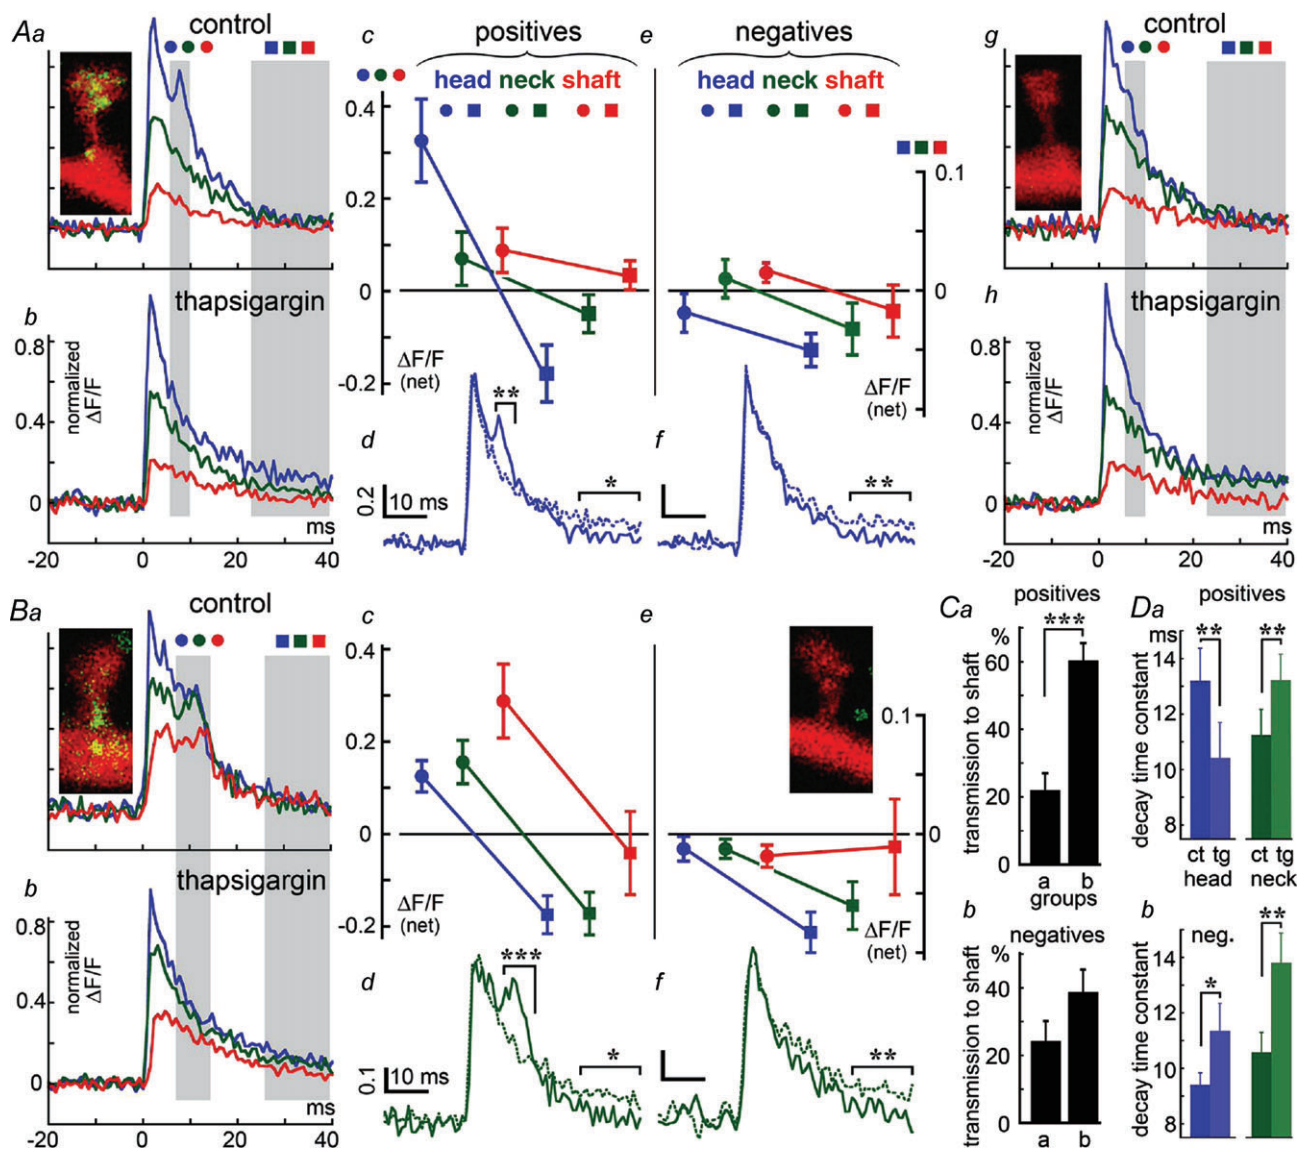 Aa
control
c
positives
e
negatives
g
control
head neck shaft
head neck shaft
0.4
0.2
0
-0.2
ΔF/F
(net)
0.1
0
ΔF/F
(net)
b
thapsigargin
0.8
0.4
0
normalized
ΔF/F
ms
-20 0 20 40
d
**
*
0.2
10 ms
f
**
h
thapsigargin
0.8
0.4
0
normalized
ΔF/F
ms
-20 0 20 40
Ba
control
c
0.4
0.2
0
-0.2
ΔF/F
(net)
e
0.1
0
ΔF/F
(net)
b
thapsigargin
0.8
0.4
0
normalized
ΔF/F
ms
-20 0 20 40
d
***
*
0.1
10 ms
f
**
Ca
positives
%
***
60
40
20
0
transmission to shaft
a b
groups
b
negatives
%
40
20
0
transmission to shaft
a b
Da
positives
ms
** **
14
12
10
8
decay time constant
ct tg ct tg
head neck
b
neg.
**
*
14
12
10
8
decay time constant